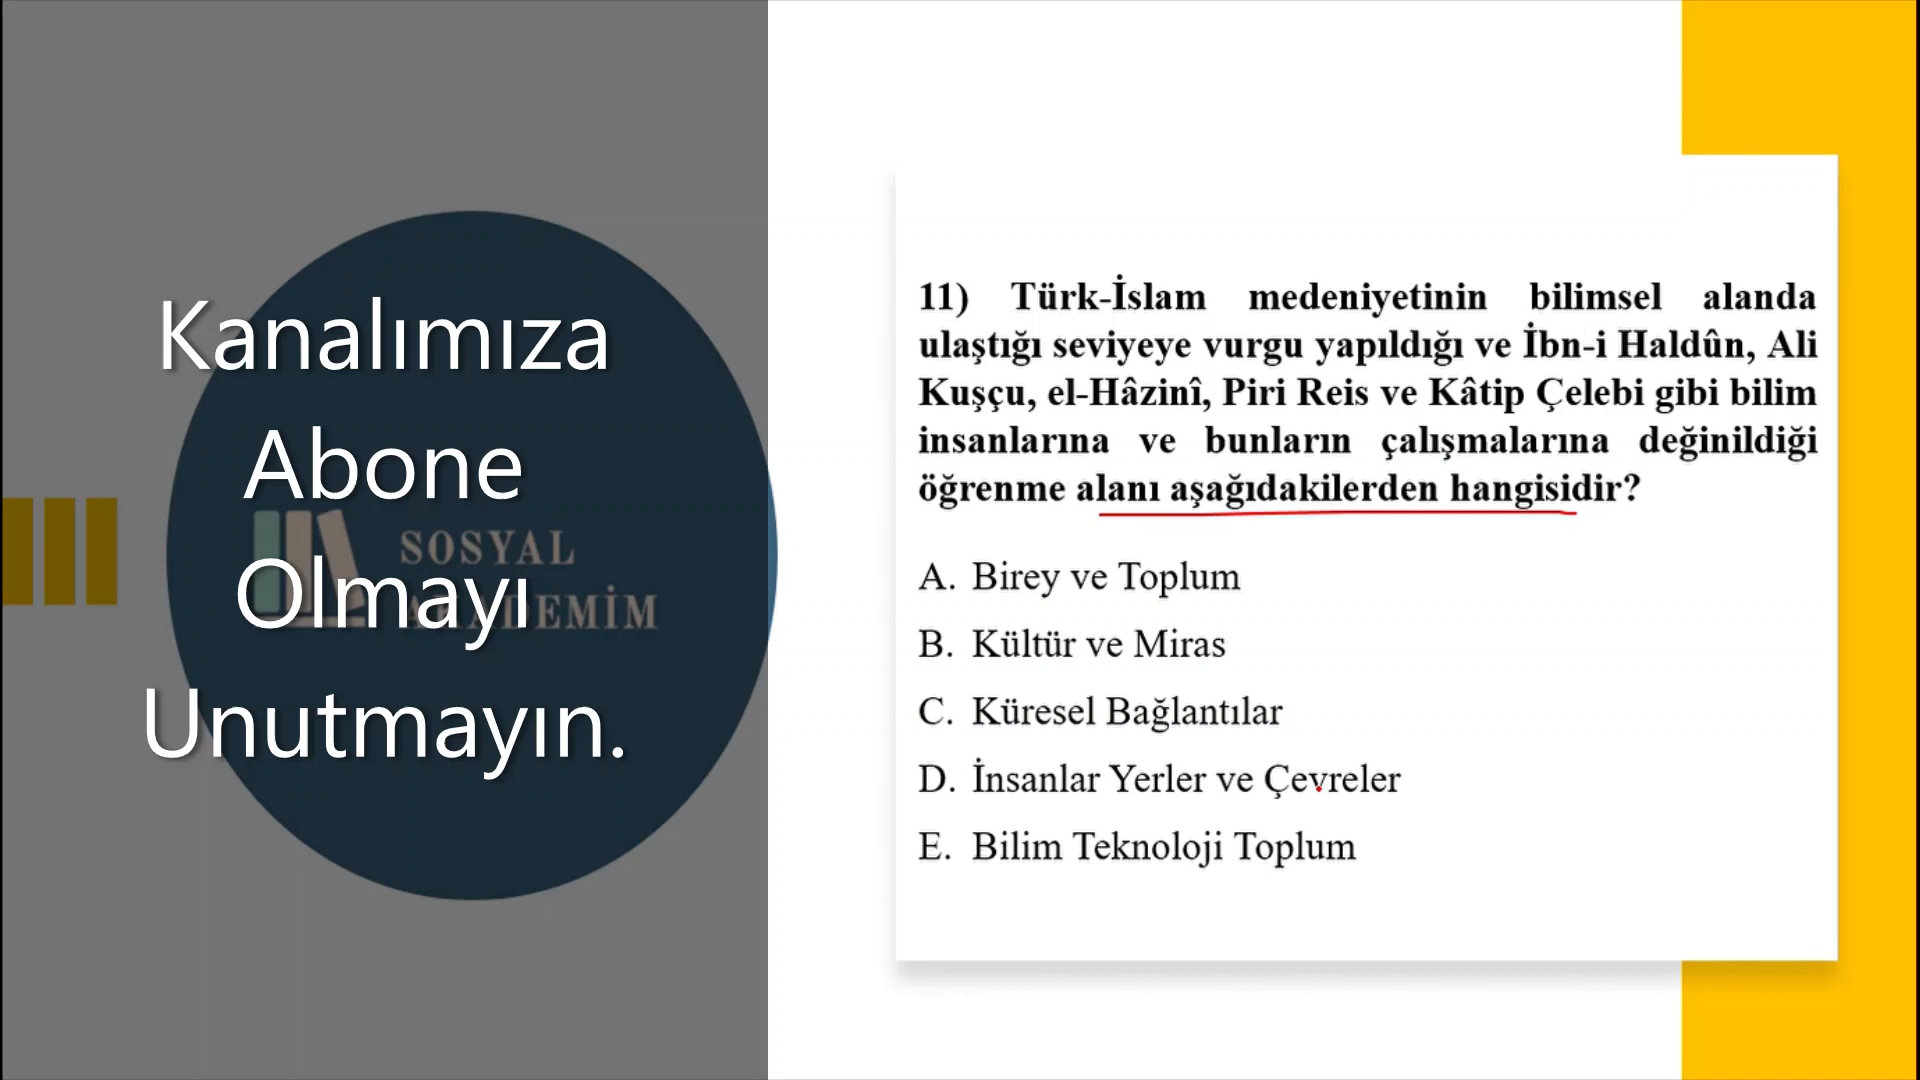 Kanalımıza
Abone
Olmayı
Unutmayın.
SOSYAL
AKADEMİM
11) Türk-İslam medeniyetinin bilimsel alanda
ulaştığı seviyeye vurgu yapıldığı ve İbn-i Haldûn, Ali
Kuşçu, el-Hâzinî, Piri Reis ve Kâtip Çelebi gibi bilim
insanlarına ve bunların çalışmalarına değinildiği
öğrenme alanı aşağıdakilerden hangisidir?
A. Birey ve Toplum
B. Kültür ve Miras
C. Küresel Bağlantılar
D. İnsanlar Yerler ve Çevreler
E. Bilim Teknoloji Toplum